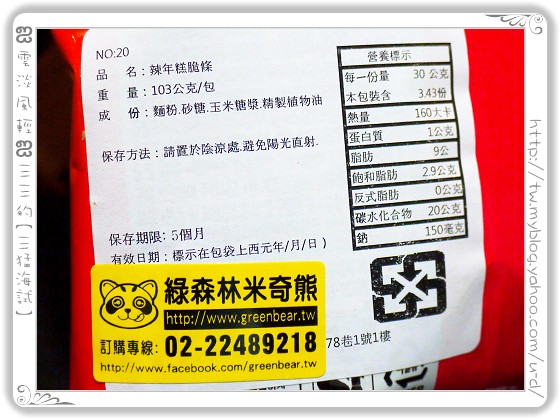 NO:20
品 名：辣年糕脆條
重 量：103公克/包
成 份：麵粉.砂糖.玉米糖漿.精製植物油
保存方法：請置於陰涼處.避免陽光直射.
保存期限: 5個月
有效日期：標示在包袋上西元年/月/日）
營養標示
每一份量 30 公克
本包裝含 3.43份
熱量 160大卡
蛋白質 1公克
脂肪 9公
飽和脂肪 2.9公克
反式脂肪 0公克
碳水化合物 20公克
鈉 150毫克
綠森林米奇熊
http://www.greenbear.tw
訂購專線: 02-22489218
http://www.facebook.com/greenbear.tw
78巷1號1樓
雲淡風輕 三三的【三猛海試】
http://tw.myblog.yahoo.com/u-d/